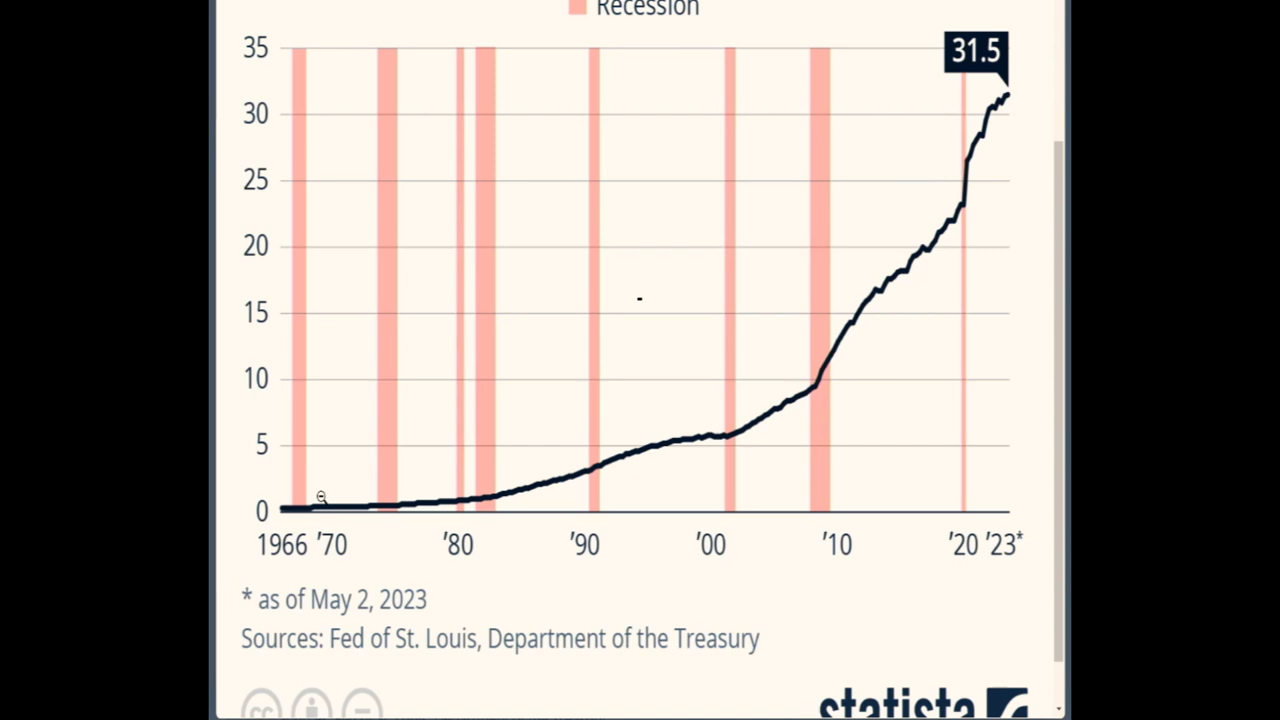 Recession
35
31.5
30
25
20
15
10
5
0
1966 '70 '80 '90 '00 '10 '20 '23*
* as of May 2, 2023
Sources: Fed of St. Louis, Department of the Treasury
cc
statista